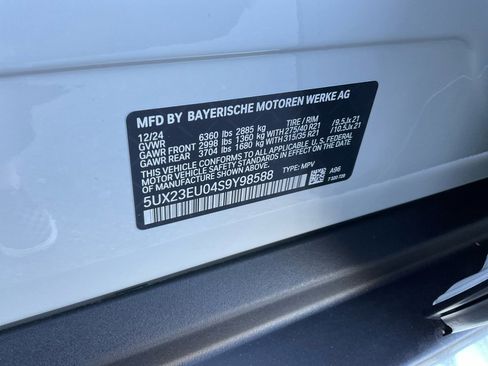 MFD BY BAYERISCHE MOTOREN WERKE AG
12/24 TIRE / RIM
GVWR 6360 lbs 2885 kg
GAWR FRONT 2998 lbs 1360 kg 275/40 R21 / 9.5Jx21
GAWR REAR 3704 lbs 1680 kg 315/35 R21 / 10.5Jx21
THIS VEHICLE CONFORMS TO ALL APPLICABLE FEDERAL
MOTOR VEHICLE SAFETY STANDARDS IN EFFECT
ON THE DATE OF MANUFACTURE SHOWN ABOVE.
5UX23EU04S9Y98588 TYPE: MPV A96